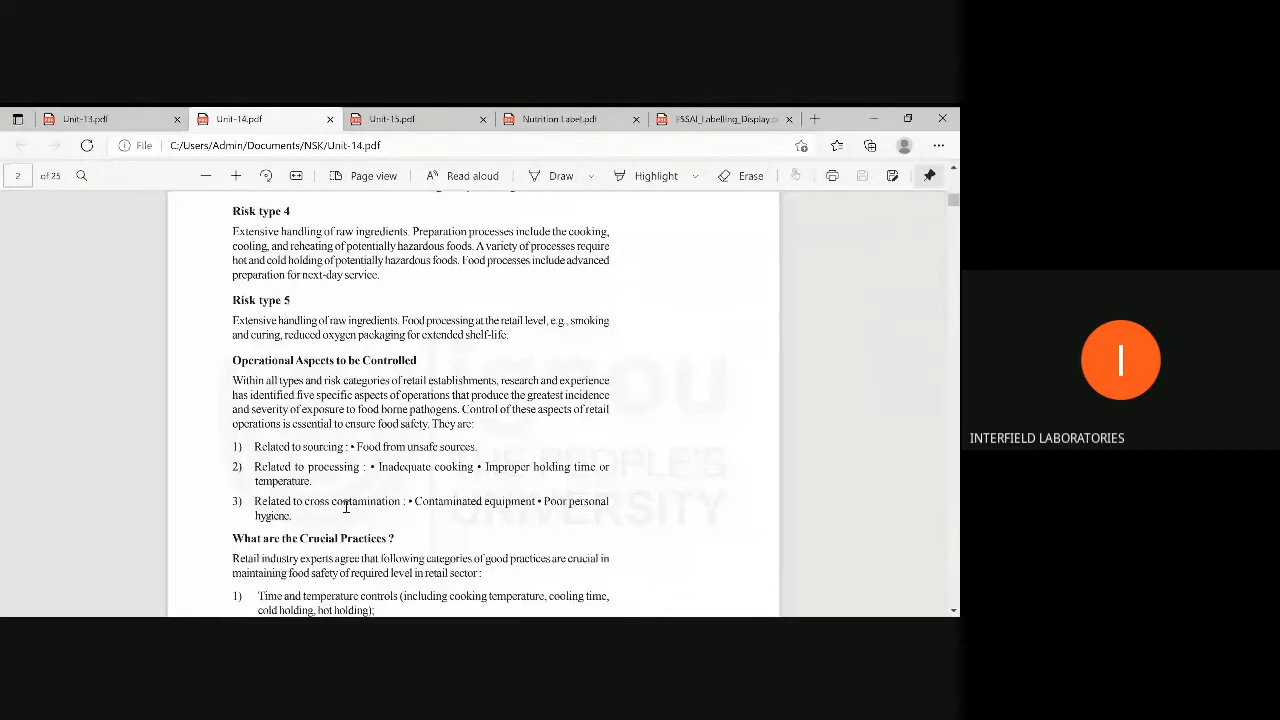 Unit-13.pdf
Unit-14.pdf
Unit-15.pdf
Nutrition Label.pdf
FSSAI_Labelling_Display.p
File
C:/Users/Admin/Documents/NSK/Unit-14.pdf
2 of 25
Page view
Read aloud
Draw
Highlight
Erase
Risk type 4
Extensive handling of raw ingredients. Preparation processes include the cooking,
cooling, and reheating of potentially hazardous foods. A variety of processes require
hot and cold holding of potentially hazardous foods. Food processes include advanced
preparation for next-day service.
Risk type 5
Extensive handling of raw ingredients. Food processing at the retail level, e.g., smoking
and curing, reduced oxygen packaging for extended shelf-life.
Operational Aspects to be Controlled
Within all types and risk categories of retail establishments, research and experience
has identified five specific aspects of operations that produce the greatest incidence
and severity of exposure to food borne pathogens. Control of these aspects of retail
operations is essential to ensure food safety. They are:
1) Related to sourcing : • Food from unsafe sources.
2) Related to processing : • Inadequate cooking • Improper holding time or
temperature.
3) Related to cross contamination : • Contaminated equipment • Poor personal
hygiene.
What are the Crucial Practices ?
Retail industry experts agree that following categories of good practices are crucial in
maintaining food safety of required level in retail sector :
1) Time and temperature controls (including cooking temperature, cooling time,
cold holding, hot holding);
ignou
THE PEOPLE'S
UNIVERSITY
I
INTERFIELD LABORATORIES